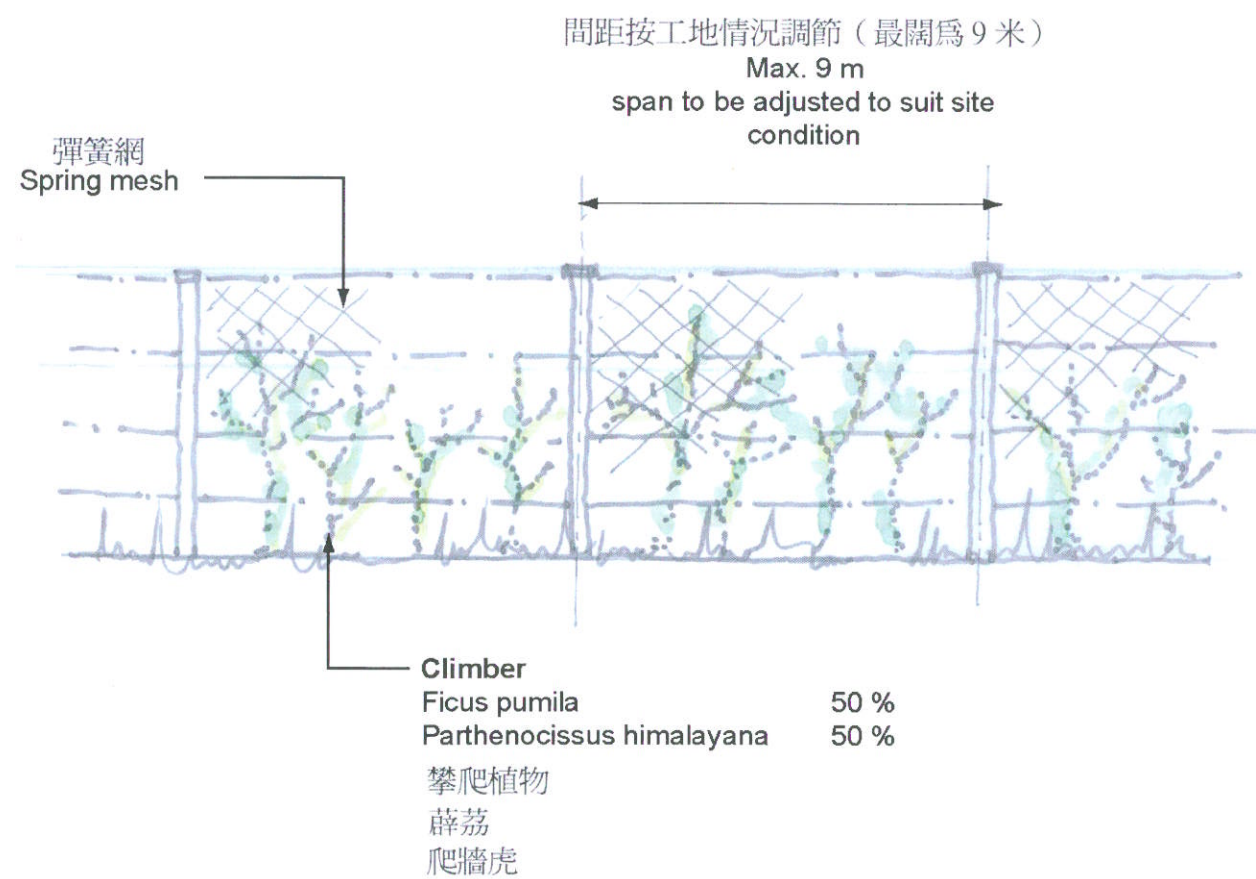 間距按工地情況調節（最闊爲9米）
Max. 9 m
span to be adjusted to suit site
condition
彈簧網
Spring mesh
Climber
Ficus pumila 50 %
Parthenocissus himalayana 50 %
攀爬植物
薜荔
爬牆虎